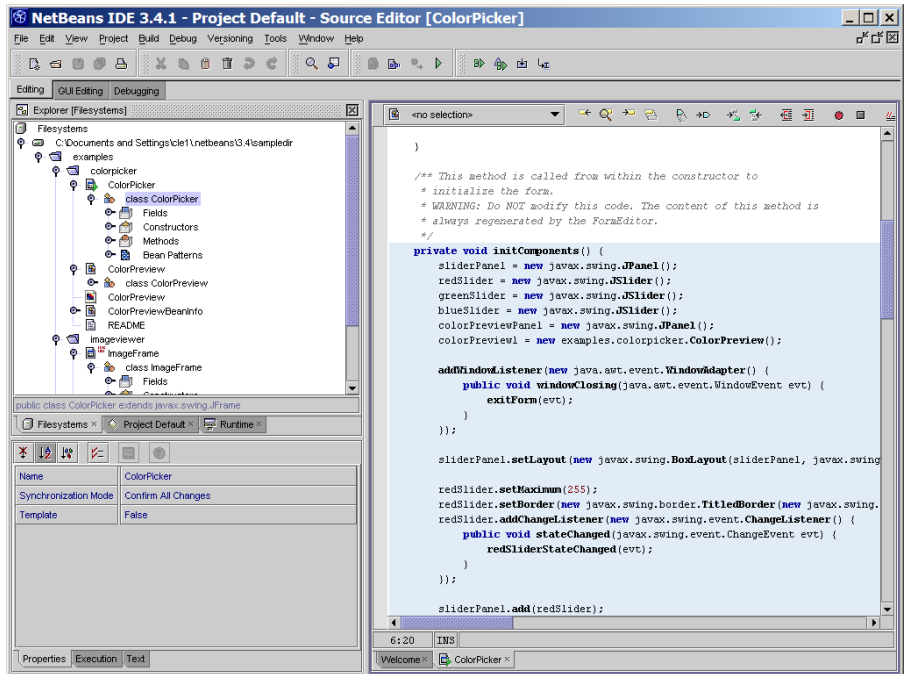 NetBeans IDE 3.4.1 - Project Default - Source Editor [ColorPicker]
File Edit View Project Build Debug Versioning Tools Window Help
Editing GUI Editing Debugging
Explorer [Filesystems]
Filesystems
C:\Documents and Settings\cle1\.netbeans\3.4\sampledir
examples
colorpicker
ColorPicker
class ColorPicker
Fields
Constructors
Methods
Bean Patterns
ColorPreview
class ColorPreview
ColorPreview
ColorPreviewBeanInfo
README
imageviewer
ImageFrame
class ImageFrame
Fields
Constructors
public class ColorPicker extends javax.swing.JFrame
Filesystems Project Default Runtime
Name ColorPicker
Synchronization Mode Confirm All Changes
Template False
Properties Execution Text
<no selection>
}
/** This method is called from within the constructor to
* initialize the form.
* WARNING: Do NOT modify this code. The content of this method is
* always regenerated by the FormEditor.
*/
private void initComponents() {
sliderPanel = new javax.swing.JPanel();
redSlider = new javax.swing.JSlider();
greenSlider = new javax.swing.JSlider();
blueSlider = new javax.swing.JSlider();
colorPreviewPanel = new javax.swing.JPanel();
colorPreview1 = new examples.colorpicker.ColorPreview();
addWindowListener(new java.awt.event.WindowAdapter() {
public void windowClosing(java.awt.event.WindowEvent evt) {
exitForm(evt);
}
});
sliderPanel.setLayout(new javax.swing.BoxLayout(sliderPanel, javax.swing
redSlider.setMaximum(255);
redSlider.setBorder(new javax.swing.border.TitledBorder(new javax.swing.
redSlider.addChangeListener(new javax.swing.event.ChangeListener() {
public void stateChanged(javax.swing.event.ChangeEvent evt) {
redSliderStateChanged(evt);
}
});
sliderPanel.add(redSlider);
6:20 INS
Welcome ColorPicker